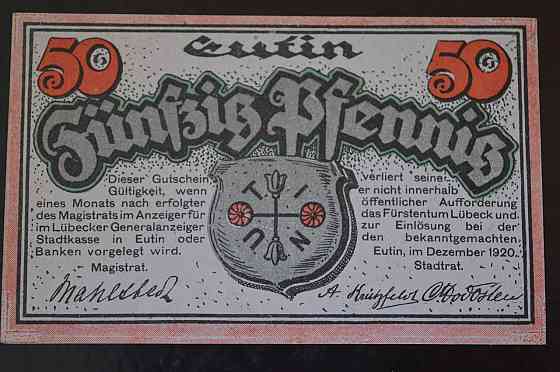 50 Eutin 50
Fünfzig Pfennig
Dieser Gutschein verliert seine
Gültigkeit, wenn er nicht innerhalb
eines Monats nach erfolgter öffentlicher Aufforderung
des Magistrats im Anzeiger für das Fürstentum Lübeck und
im Lübecker Generalanzeiger zur Einlösung bei der
Stadtkasse in Eutin oder den bekanntgemachten
Banken vorgelegt wird. Eutin, im Dezember 1920.
Magistrat. Stadtrat.
T I
U N
Mahlstedt A. Kruizfeldt